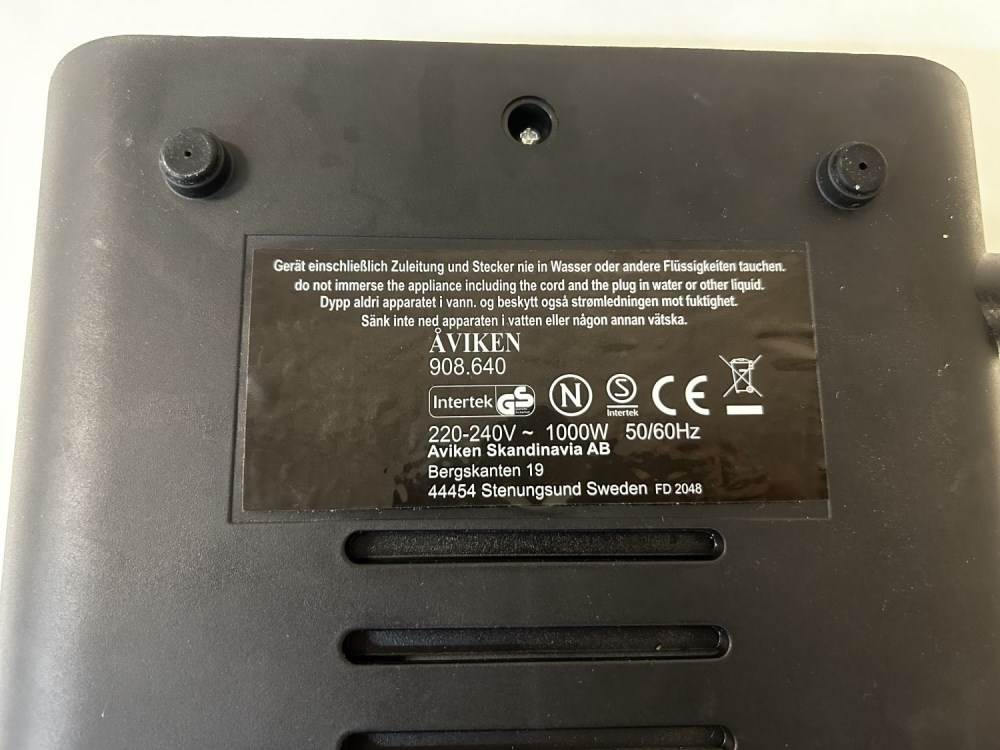 Gerät einschließlich Zuleitung und Stecker nie in Wasser oder andere Flüssigkeiten tauchen.
do not immerse the appliance including the cord and the plug in water or other liquid.
Dypp aldri apparatet i vann. og beskytt også strømledningen mot fuktighet.
Sänk inte ned apparaten i vatten eller någon annan vätska.
ÅVIKEN
908.640
Intertek GS N S Intertek CE
220-240V ~ 1000W 50/60Hz
Aviken Skandinavia AB
Bergskanten 19
44454 Stenungsund Sweden FD 2048